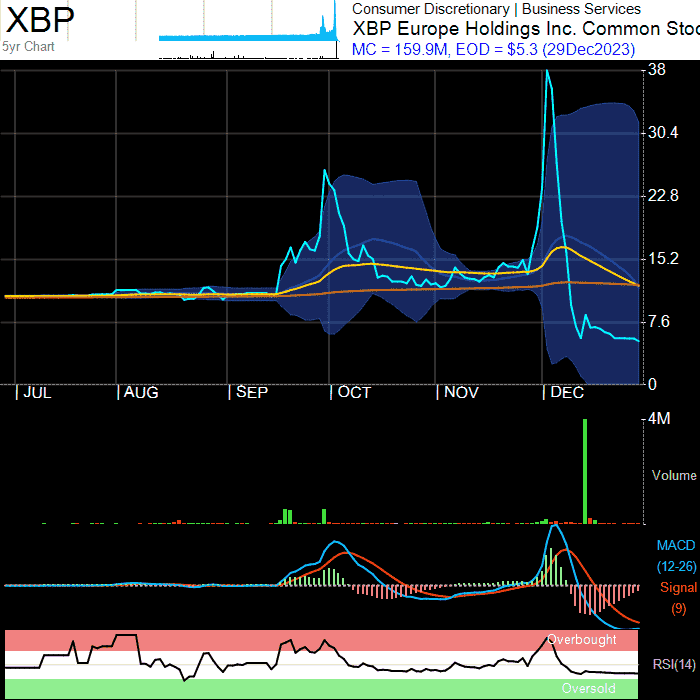 XBP
5yr Chart
Consumer Discretionary | Business Services
XBP Europe Holdings Inc. Common Stoc
MC = 159.9M, EOD = $5.3 (29Dec2023)
38
30.4
22.8
15.2
7.6
0
JUL AUG SEP OCT NOV DEC
4M
Volume
MACD
(12-26)
Signal
(9)
Overbought
RSI(14)
Oversold